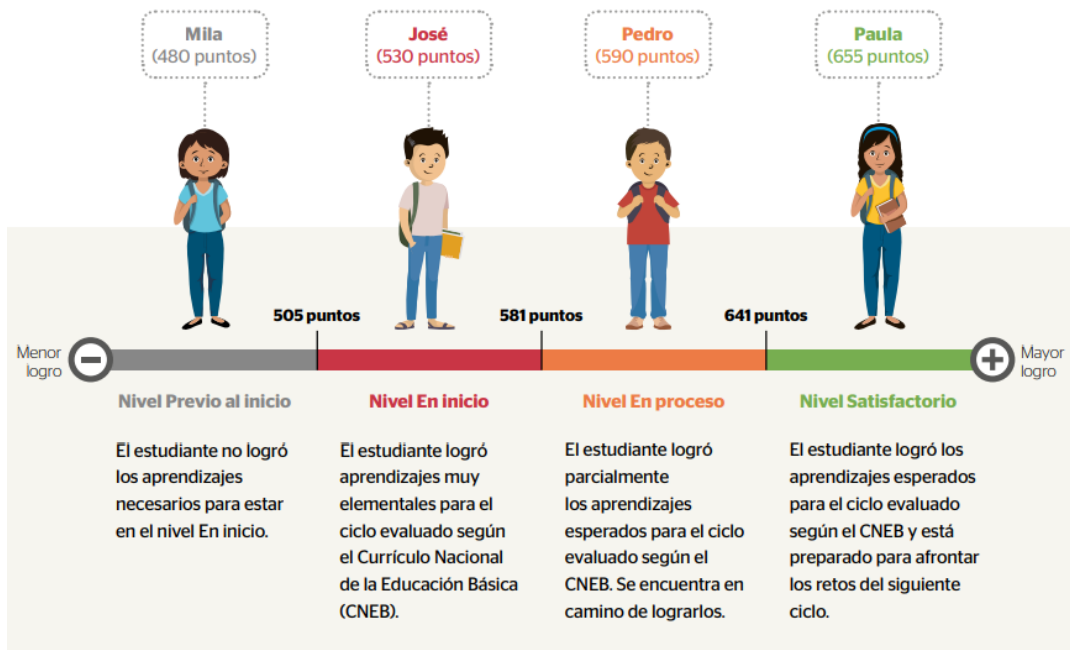 Mila
(480 puntos)
José
(530 puntos)
Pedro
(590 puntos)
Paula
(655 puntos)
505 puntos
581 puntos
641 puntos
Menor
logro
Mayor
logro
Nivel Previo al inicio
El estudiante no logró
los aprendizajes
necesarios para estar
en el nivel En inicio.
Nivel En inicio
El estudiante logró
aprendizajes muy
elementales para el
ciclo evaluado según
el Currículo Nacional
de la Educación Básica
(CNEB).
Nivel En proceso
El estudiante logró
parcialmente
los aprendizajes
esperados para el ciclo
evaluado según el
CNEB. Se encuentra en
camino de lograrlos.
Nivel Satisfactorio
El estudiante logró los
aprendizajes esperados
para el ciclo evaluado
según el CNEB y está
preparado para afrontar
los retos del siguiente
ciclo.